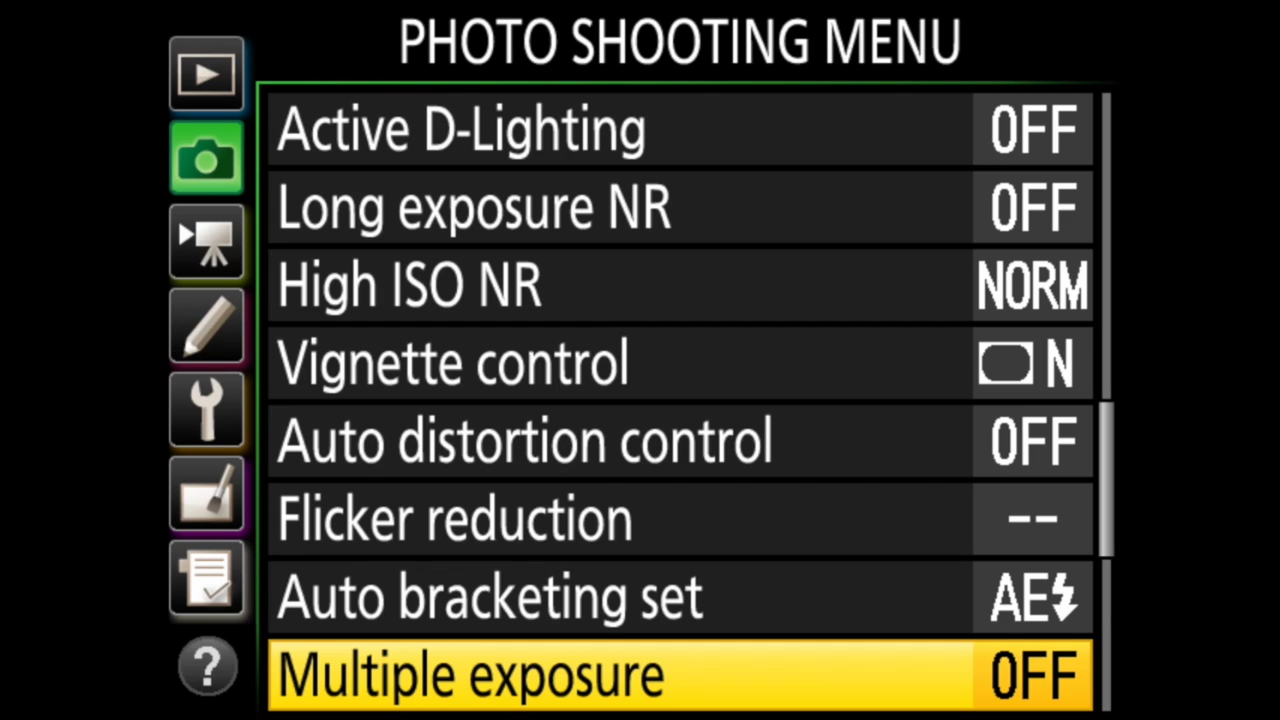 PHOTO SHOOTING MENU
Active D-Lighting OFF
Long exposure NR OFF
High ISO NR NORM
Vignette control N
Auto distortion control OFF
Flicker reduction --
Auto bracketing set AE
Multiple exposure OFF
?